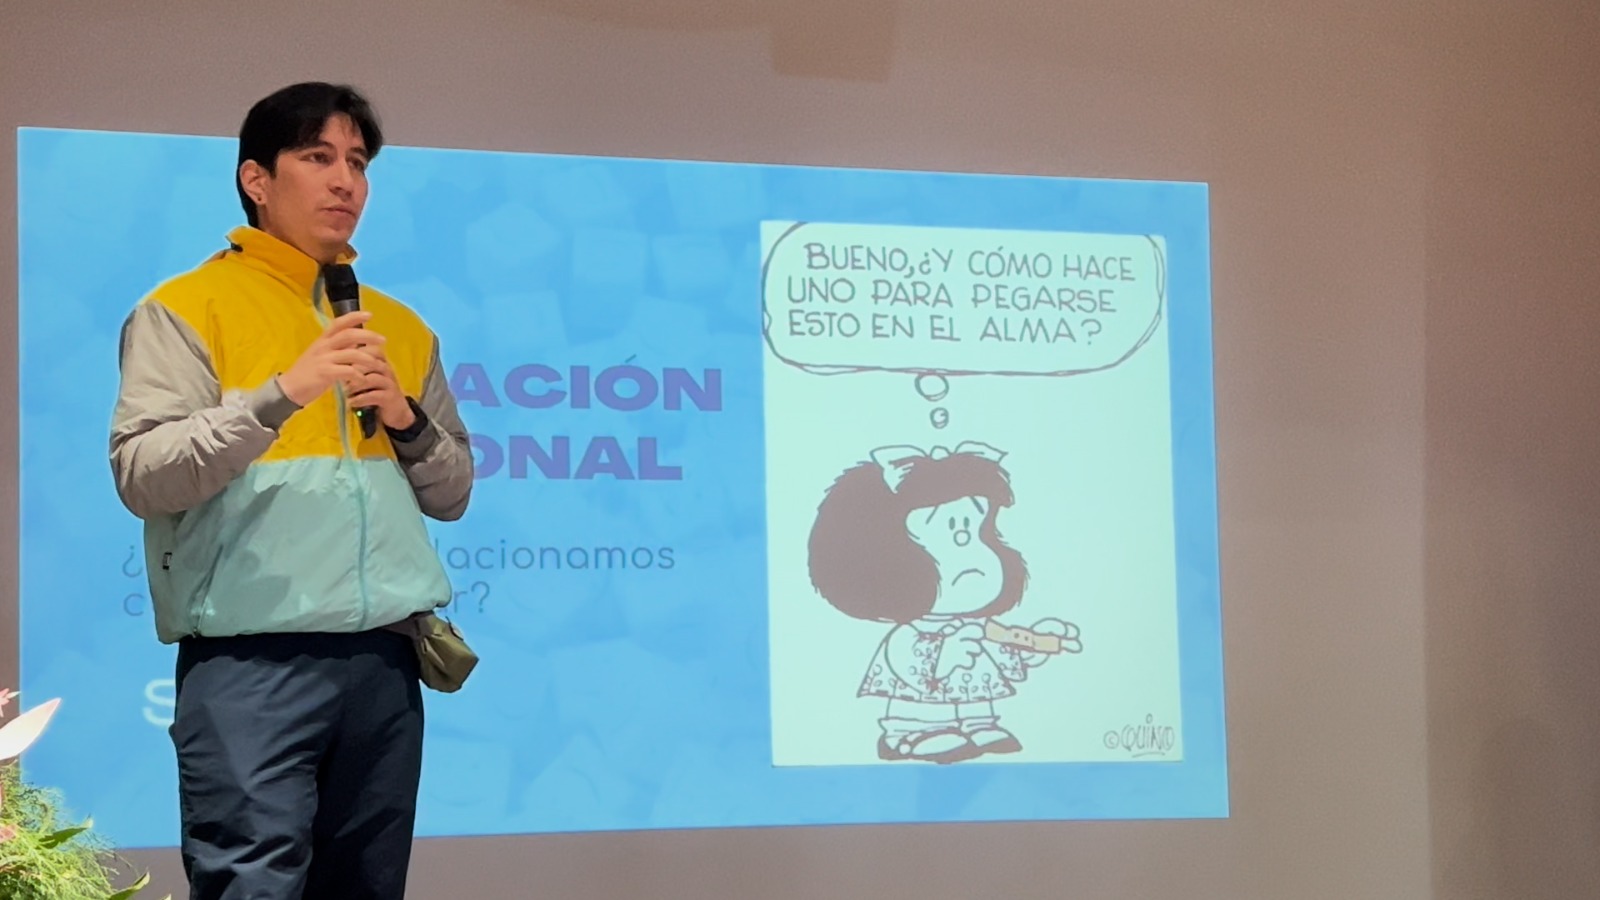 ACIÓN
ONAL
¿ lacionamos
c r?
S
BUENO, ¿Y CÓMO HACE
UNO PARA PEGARSE
ESTO EN EL ALMA?
©QUINO